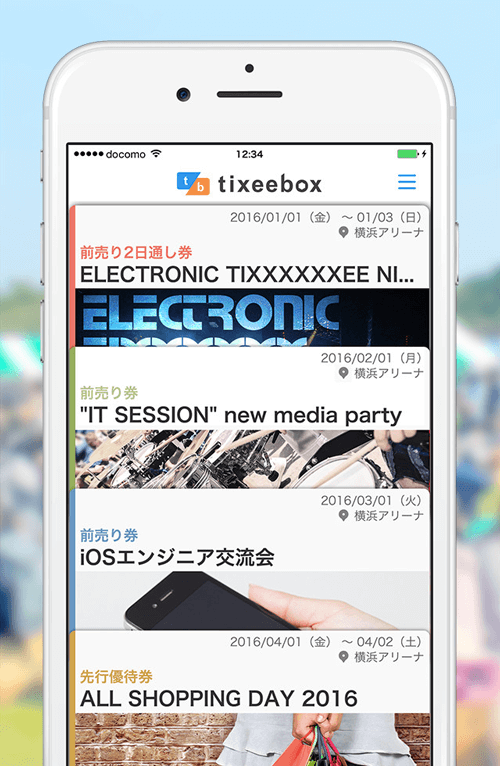 docomo 12:34
tb tixeebox
2016/01/01（金） 〜 01/03（日）
横浜アリーナ
前売り2日通し券
ELECTRONIC TIXXXXXXEE NI...
ELECTRONIC
2016/02/01（月）
横浜アリーナ
前売り券
"IT SESSION" new media party
2016/03/01（火）
横浜アリーナ
前売り券
iOSエンジニア交流会
2016/04/01（金） 〜 04/02（土）
横浜アリーナ
先行優待券
ALL SHOPPING DAY 2016